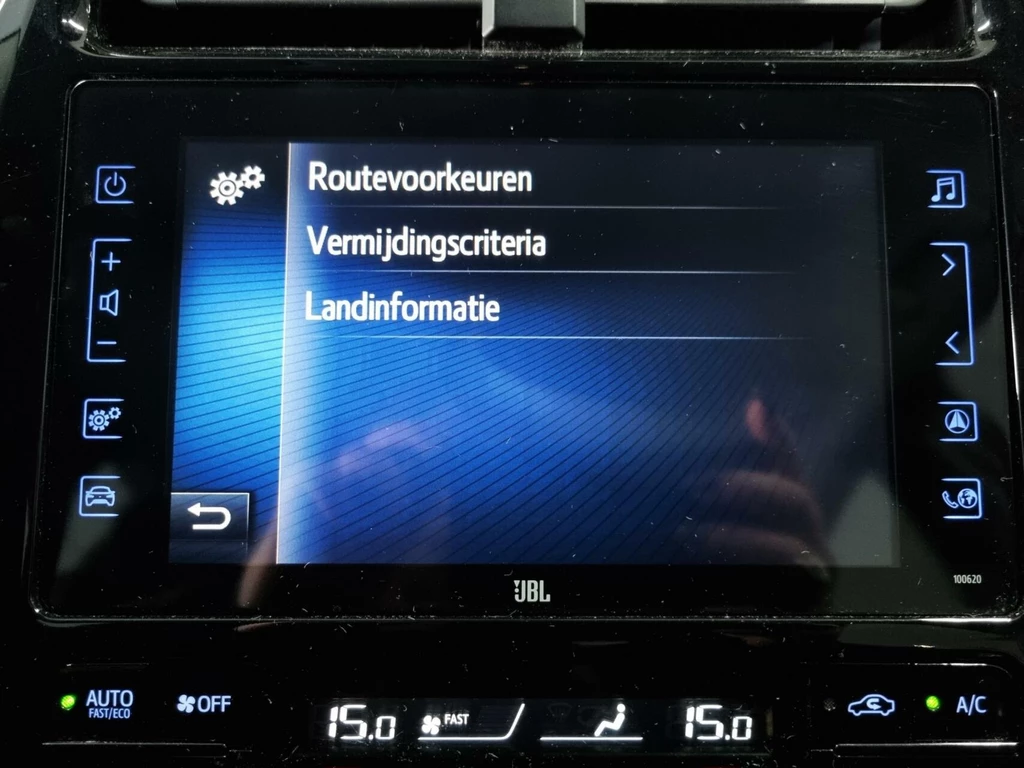 Routevoorkeuren
Vermijdingscriteria
Landinformatie
JBL
100620
AUTO
FAST/ECO
OFF
15.0
FAST
15.0
A/C